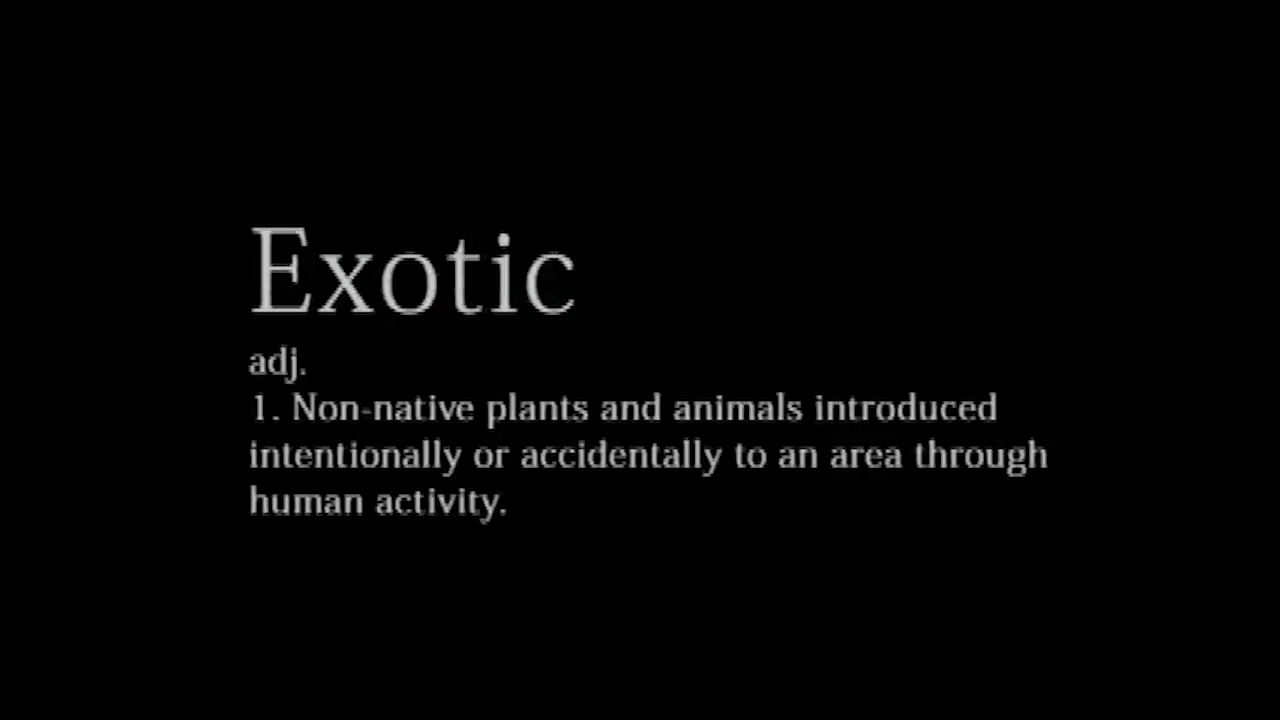 Exotic
adj.
1. Non-native plants and animals introduced
intentionally or accidentally to an area through
human activity.